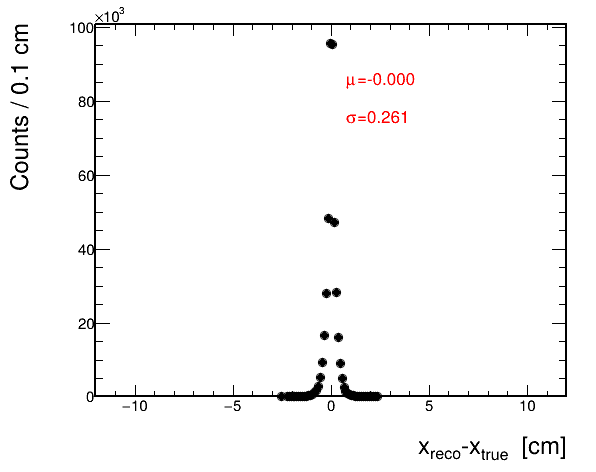 ×10³
Counts / 0.1 cm
100
80
60
40
20
0
μ=-0.000
σ=0.261
−10 −5 0 5 10
x_reco-x_true [cm]